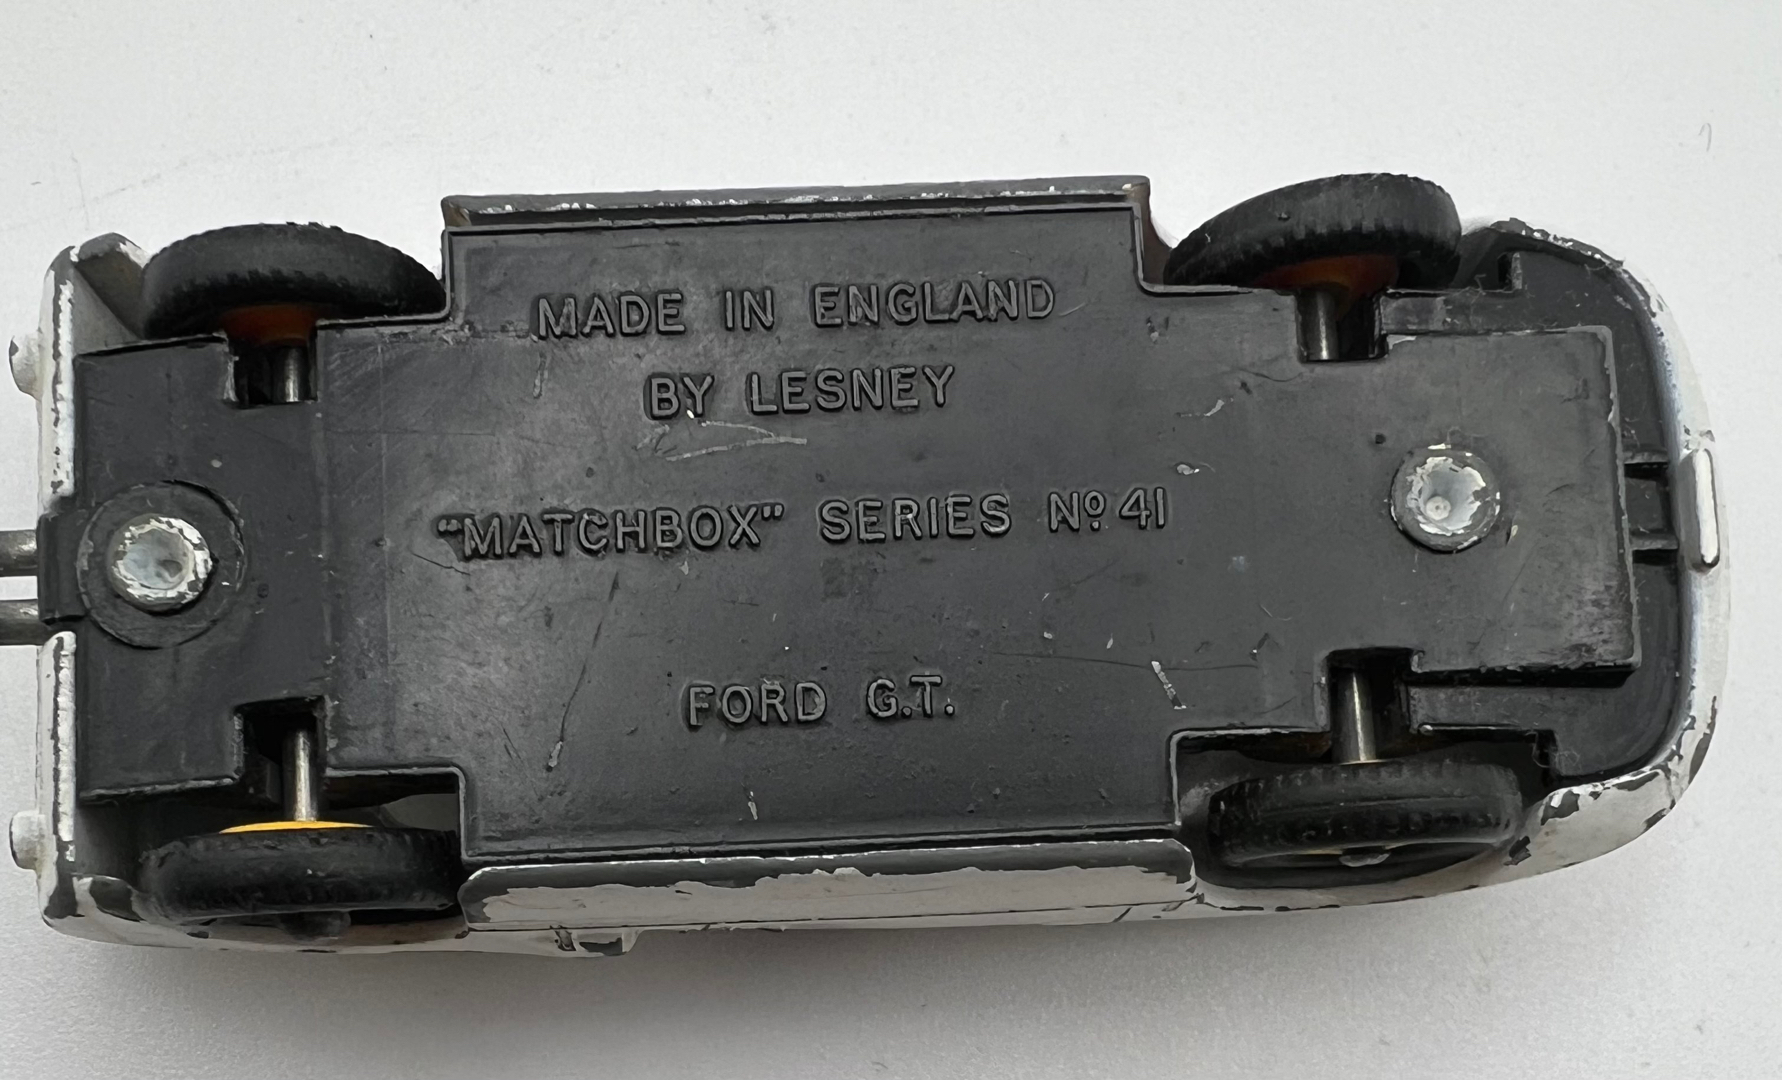 MADE IN ENGLAND
BY LESNEY
“MATCHBOX” SERIES Nº 41
FORD G.T.